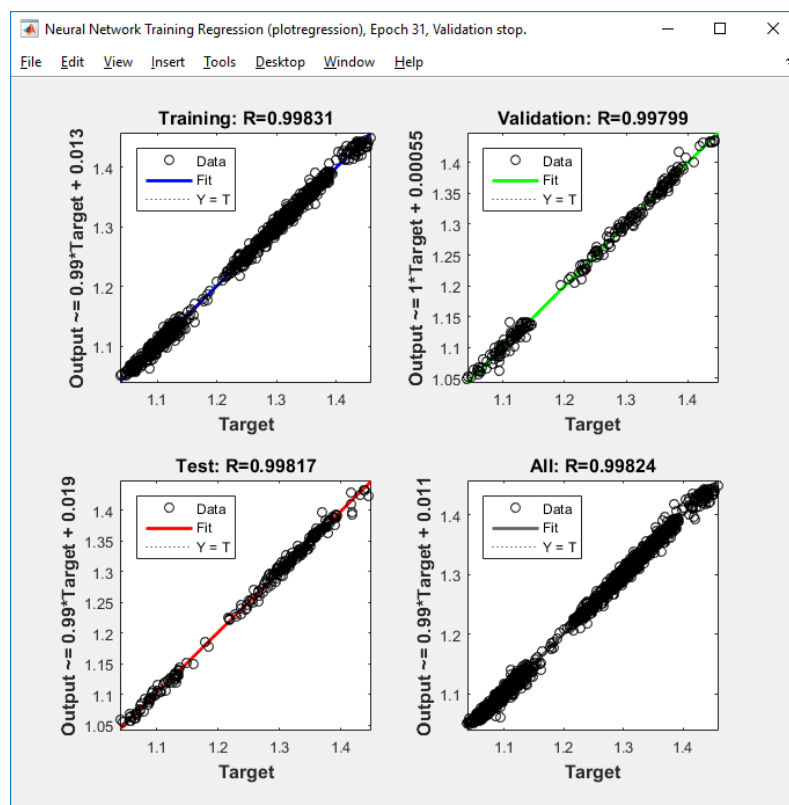 Neural Network Training Regression (plotregression), Epoch 31, Validation stop.
File Edit View Insert Tools Desktop Window Help
Training: R=0.99831
Output ~= 0.99*Target + 0.013
Data
Fit
Y = T
1.4
1.3
1.2
1.1
1.1 1.2 1.3 1.4
Target
Validation: R=0.99799
Output ~= 1*Target + 0.00055
Data
Fit
Y = T
1.4
1.35
1.3
1.25
1.2
1.15
1.1
1.05
1.1 1.2 1.3 1.4
Target
Test: R=0.99817
Output ~= 0.99*Target + 0.019
Data
Fit
Y = T
1.4
1.35
1.3
1.25
1.2
1.15
1.1
1.05
1.1 1.2 1.3 1.4
Target
All: R=0.99824
Output ~= 0.99*Target + 0.011
Data
Fit
Y = T
1.4
1.3
1.2
1.1
1.1 1.2 1.3 1.4
Target